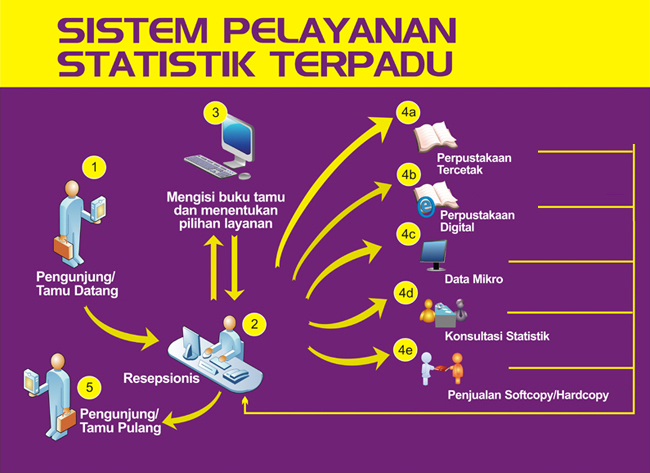 SISTEM PELAYANAN
STATISTIK TERPADU
1
Pengunjung/
Tamu Datang
2
Resepsionis
3
Mengisi buku tamu
dan menentukan
pilihan layanan
4a
Perpustakaan
Tercetak
4b
Perpustakaan
Digital
4c
Data Mikro
4d
Konsultasi Statistik
4e
Penjualan Softcopy/Hardcopy
5
Pengunjung/
Tamu Pulang